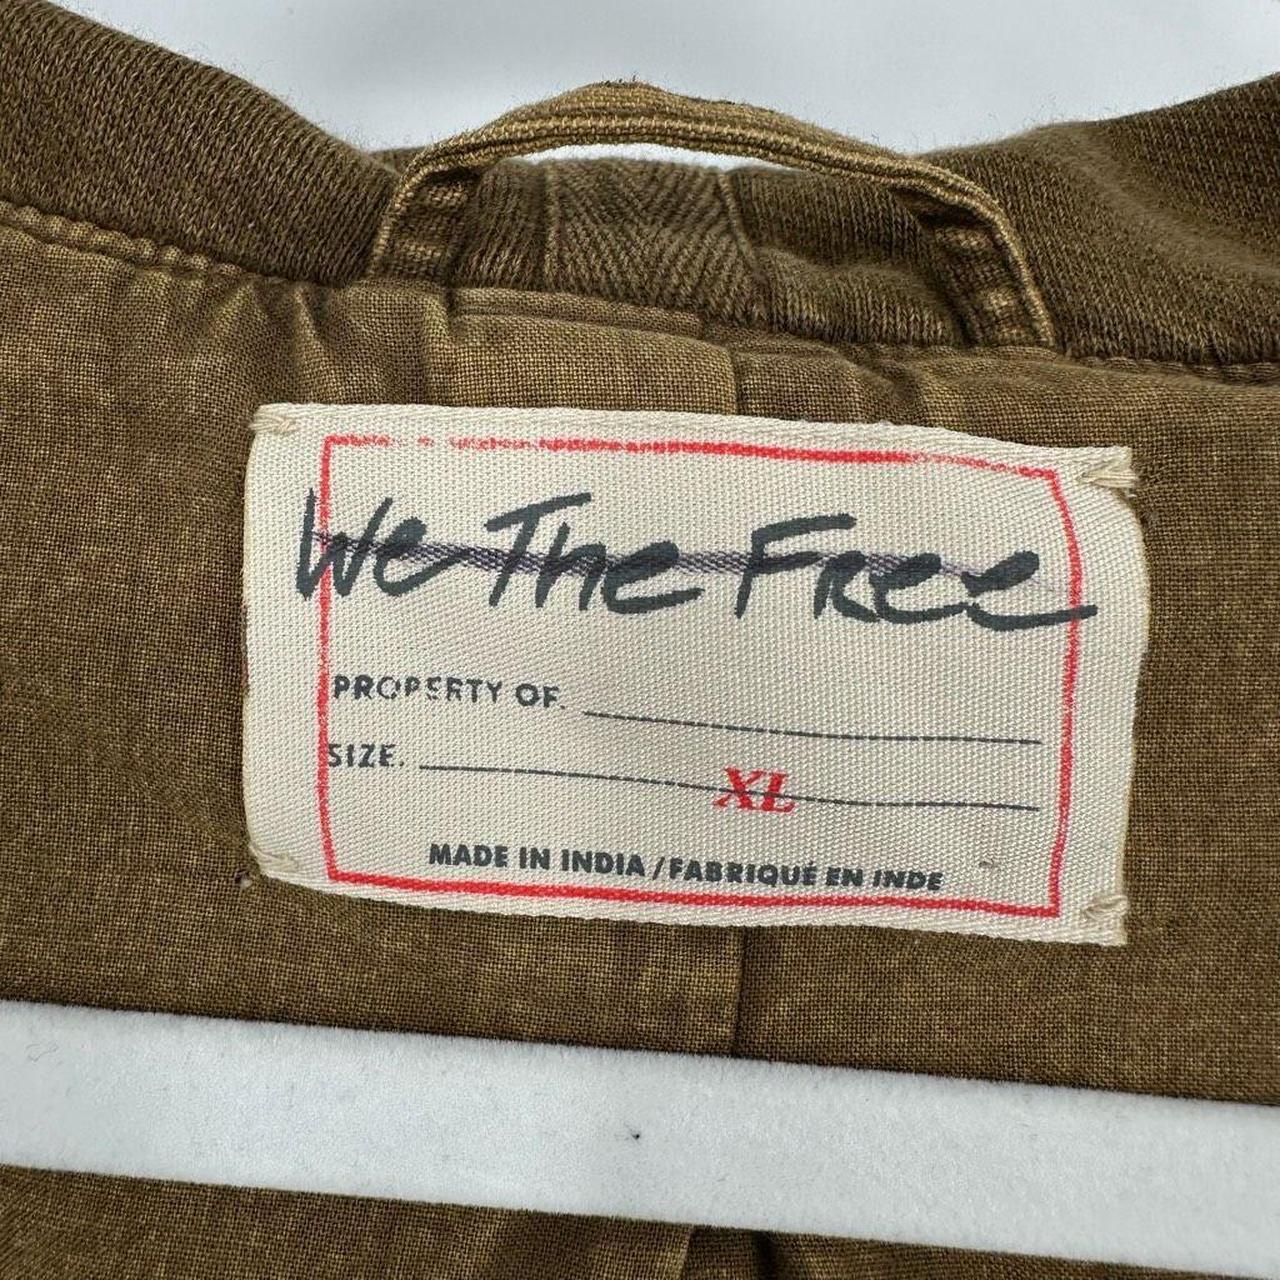 We The Free
PROPERTY OF.
SIZE. XL
MADE IN INDIA / FABRIQUÉ EN INDE